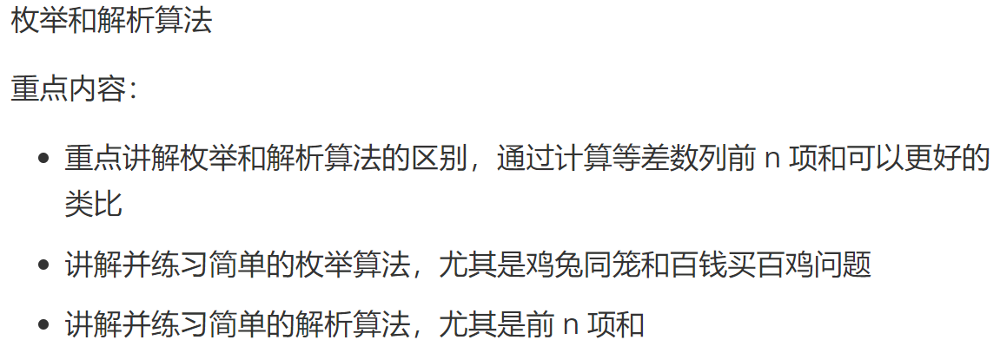 枚举和解析算法
重点内容：
重点讲解枚举和解析算法的区别，通过计算等差数列前 n 项和可以更好的
类比
讲解并练习简单的枚举算法，尤其是鸡兔同笼和百钱买百鸡问题
讲解并练习简单的解析算法，尤其是前 n 项和